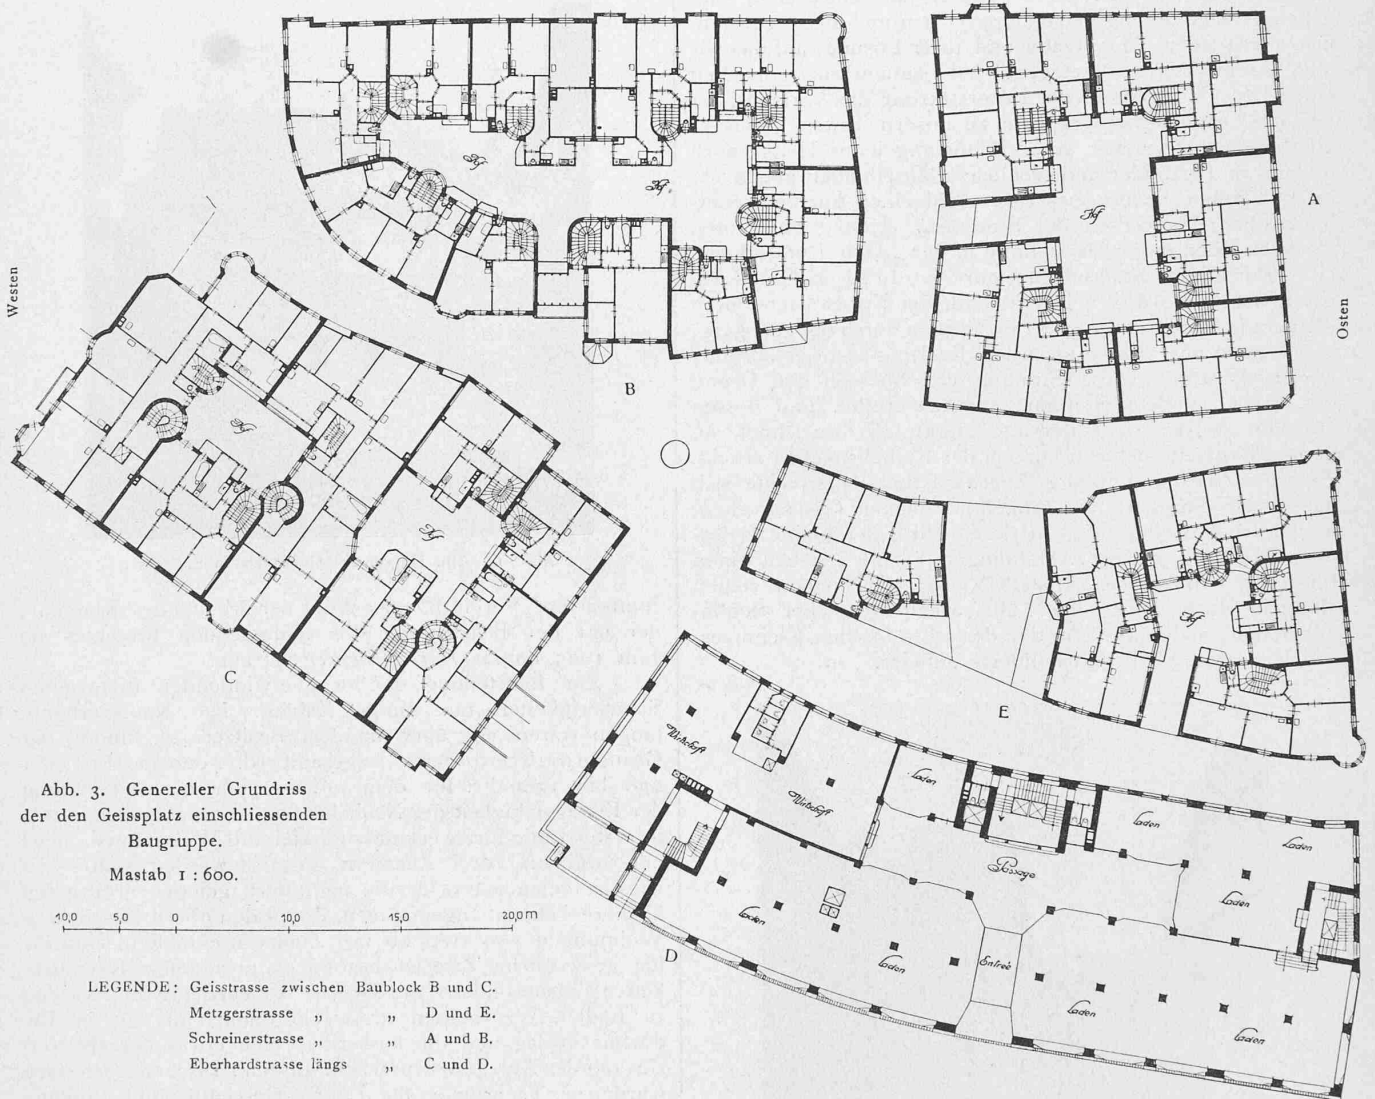 Hof
Hof
Hof
A
Westen
Osten
B
Hof
Hof
C
Hof
E
Abb. 3. Genereller Grundriss
der den Geissplatz einschliessenden
Baugruppe.
Mastab 1 : 600.
10,0 5,0 0 10,0 15,0 20,0 m
LEGENDE: Geisstrasse zwischen Baublock B und C.
Metzgerstrasse „ „ D und E.
Schreinerstrasse „ „ A und B.
Eberhardstrasse längs „ C und D.
Wirtschaft
Wirtschaft
Laden
Laden
Laden
Passage
Laden
Laden
D
Laden
Entrée
Laden
Laden